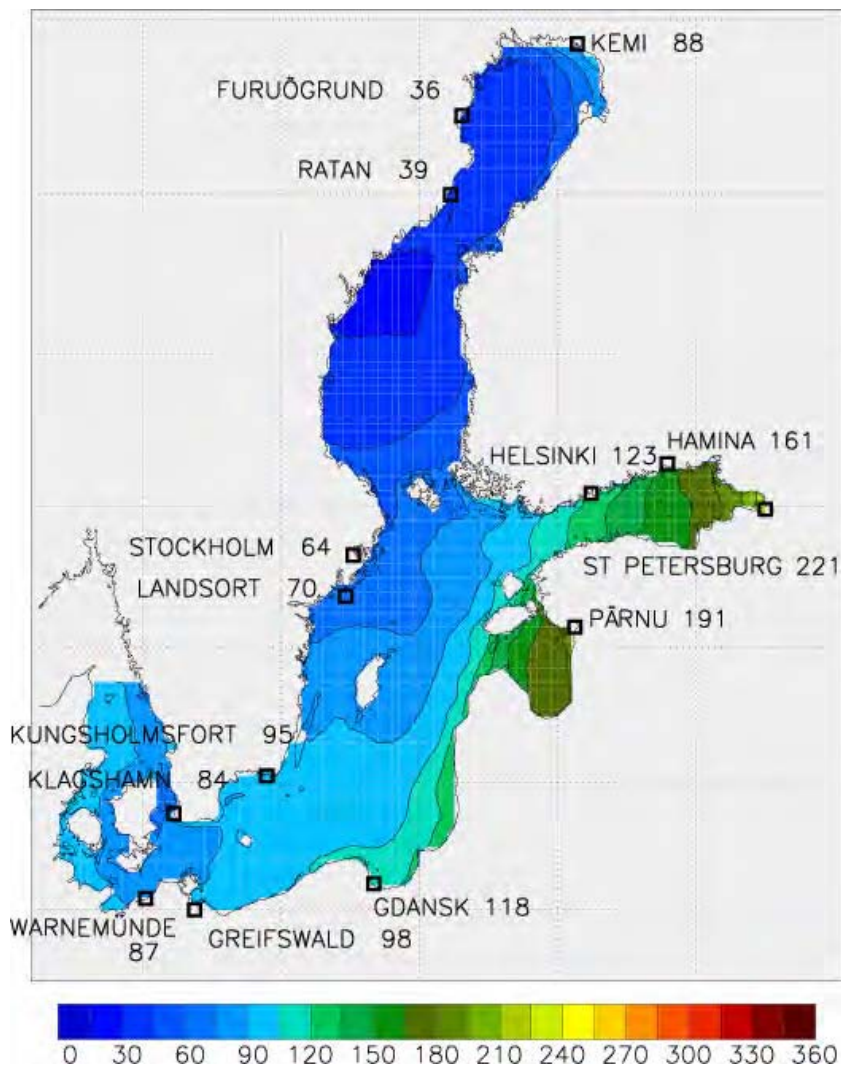 KEMI 88
FURUÖGRUND 36
RATAN 39
HELSINKI 123
HAMINA 161
STOCKHOLM 64
LANDSORT 70
ST PETERSBURG 221
PÄRNU 191
KUNGSHOLMSFORT 95
KLAGSHAMN 84
GDANSK 118
WARNEMÜNDE
87
GREIFSWALD 98
0 30 60 90 120 150 180 210 240 270 300 330 360